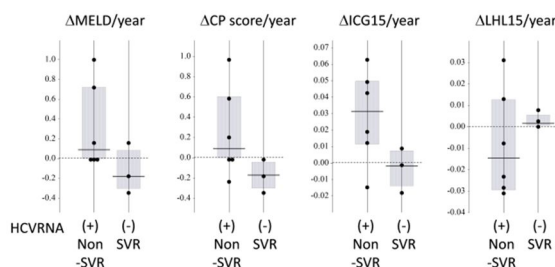 ΔMELD/year ΔCP score/year ΔICG15/year ΔLHL15/year
1.0 1.0 0.07 0.04
0.8 0.8 0.06 0.03
0.6 0.6 0.05 0.02
0.4 0.4 0.04 0.01
0.2 0.2 0.03 0.00
0.0 0.0 0.02 -0.01
-0.2 -0.2 0.01 -0.02
-0.4 -0.4 0.00 -0.03
-0.01 -0.04
-0.02
HCVRNA (+) (-) (+) (-) (+) (-) (+) (-)
Non SVR Non SVR Non SVR Non SVR
-SVR -SVR -SVR -SVR